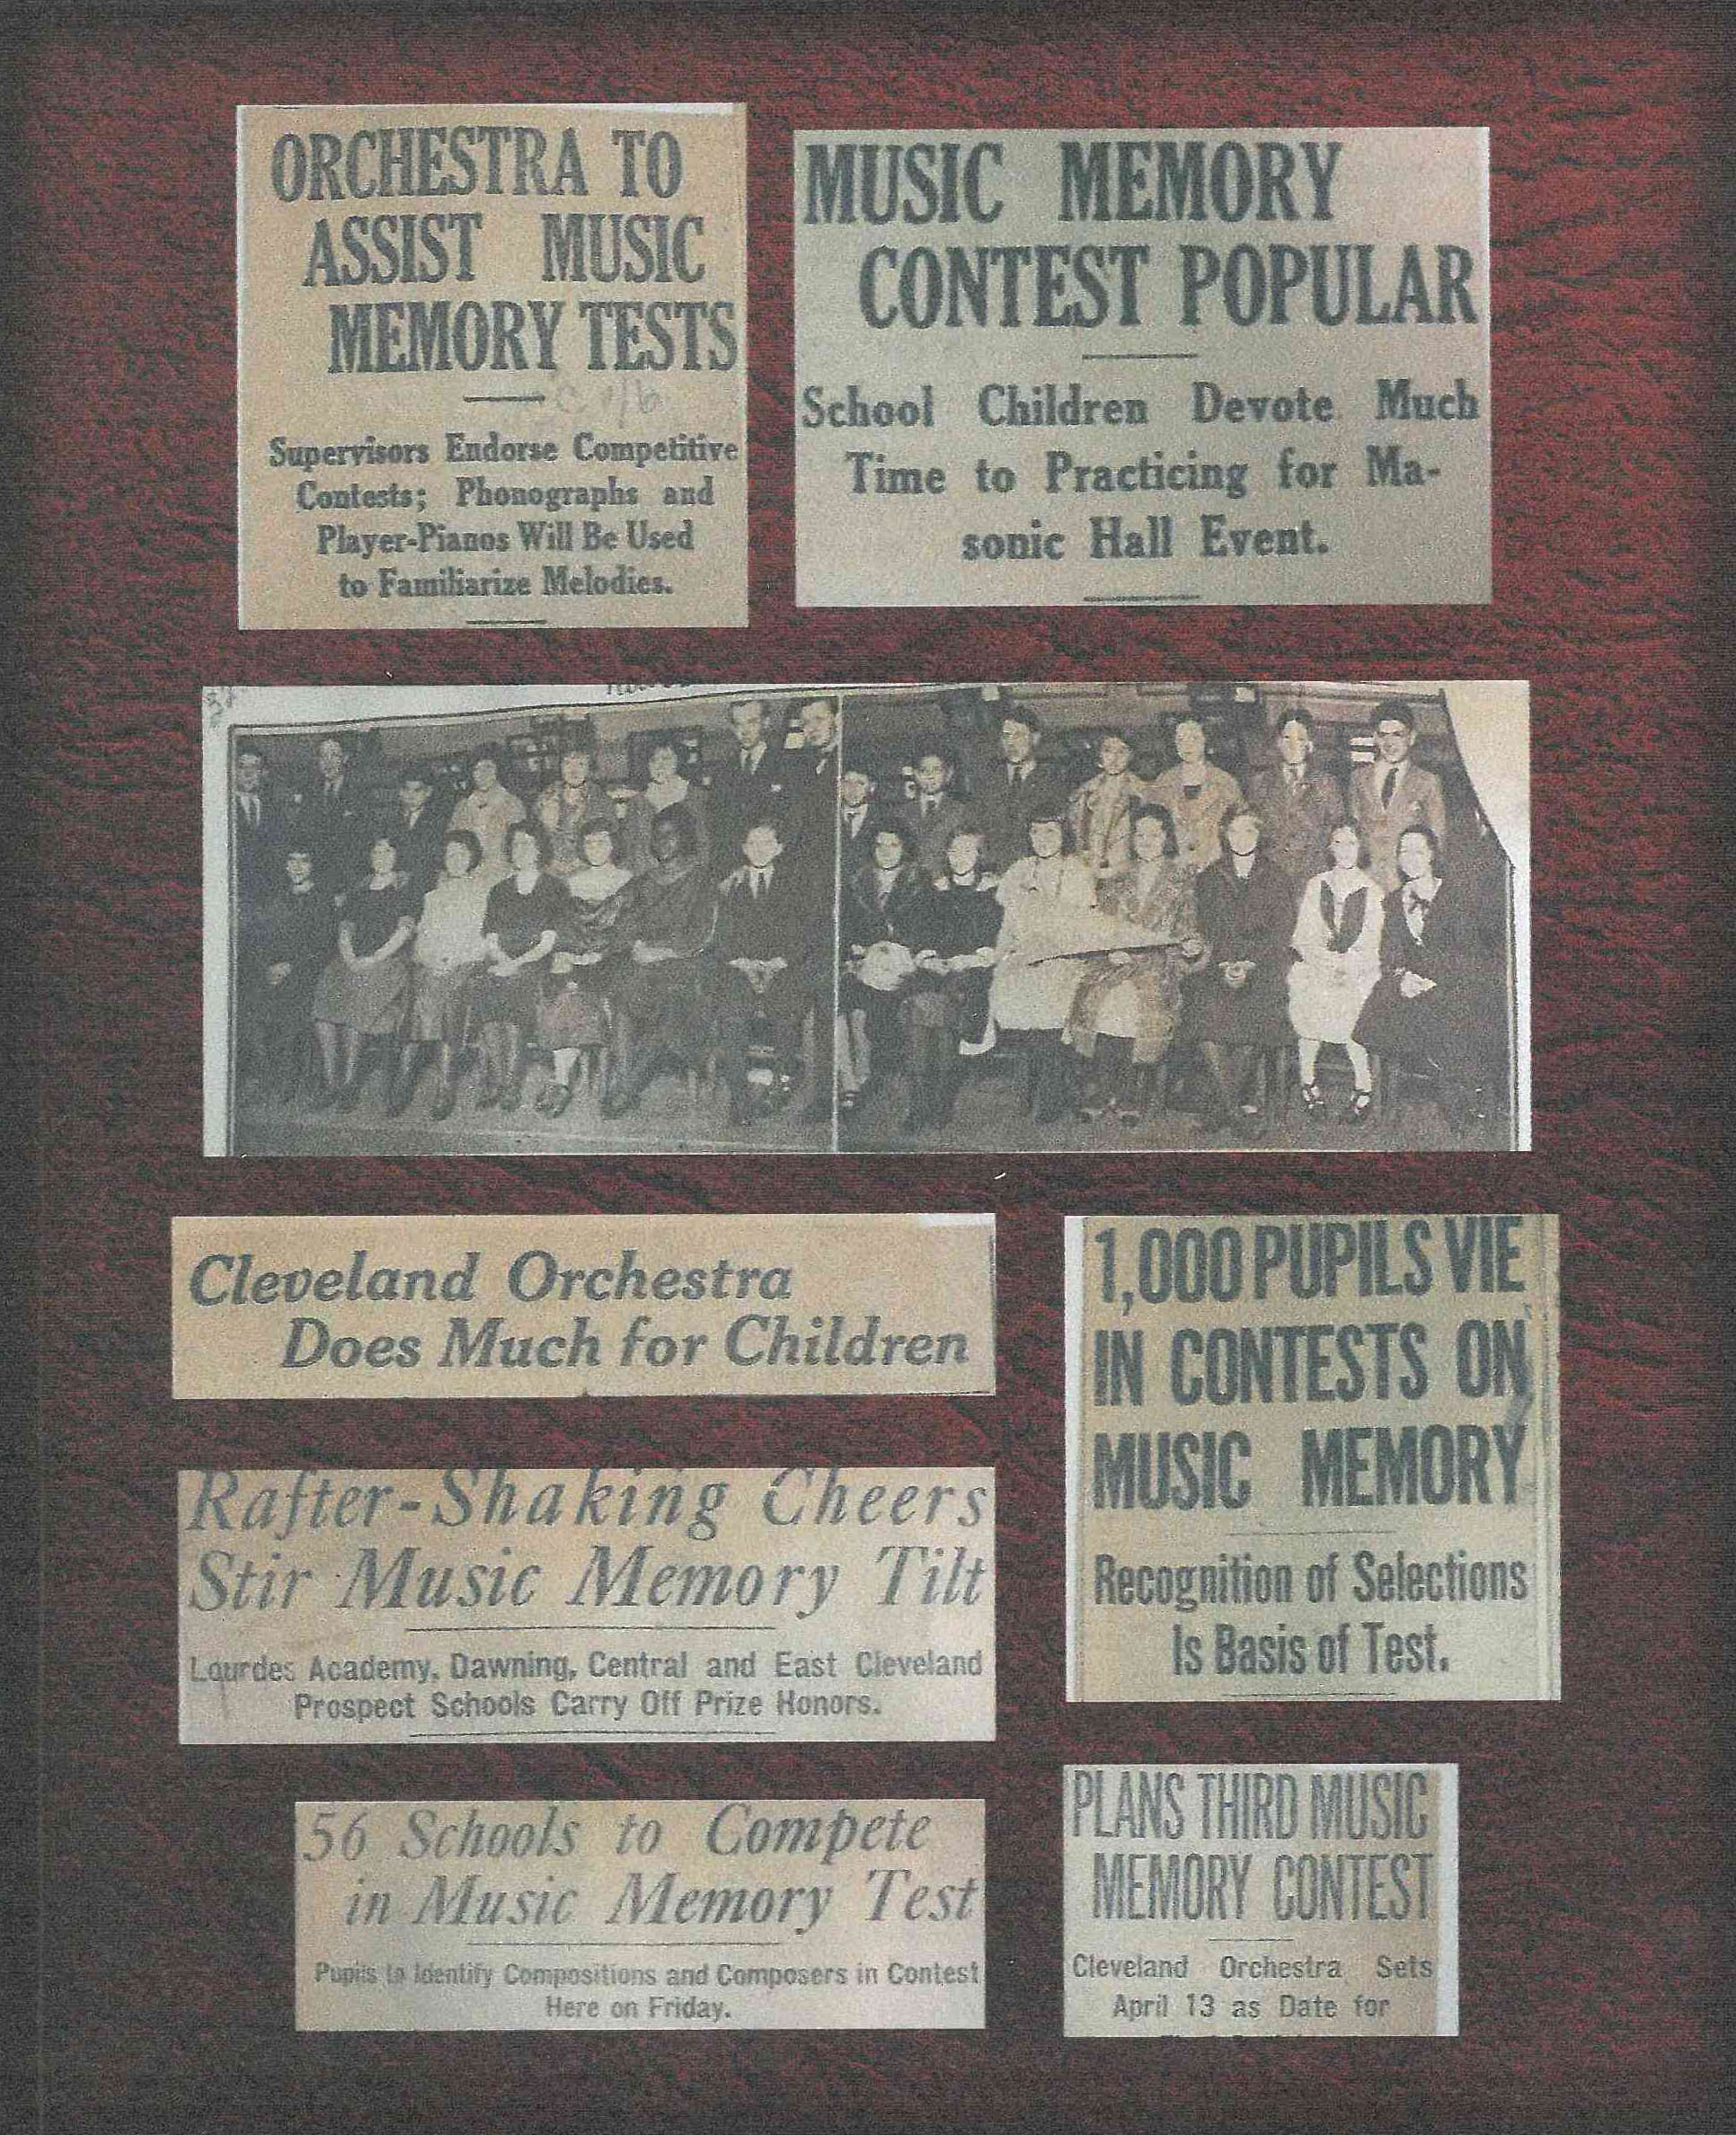 ORCHESTRA TO
ASSIST MUSIC
MEMORY TESTS
Supervisors Endorse Competitive
Contests; Phonographs and
Player-Pianos Will Be Used
to Familiarize Melodies.
MUSIC MEMORY
CONTEST POPULAR
School Children Devote Much
Time to Practicing for Ma-
sonic Hall Event.
Cleveland Orchestra
Does Much for Children
1,000 PUPILS VIE
IN CONTESTS ON
MUSIC MEMORY
Recognition of Selections
Is Basis of Test.
Rafter-Shaking Cheers
Stir Music Memory Tilt
Lourdes Academy, Dawning, Central and East Cleveland
Prospect Schools Carry Off Prize Honors.
56 Schools to Compete
in Music Memory Test
Pupils to Identify Compositions and Composers in Contest
Here on Friday.
PLANS THIRD MUSIC
MEMORY CONTEST
Cleveland Orchestra Sets
April 13 as Date for